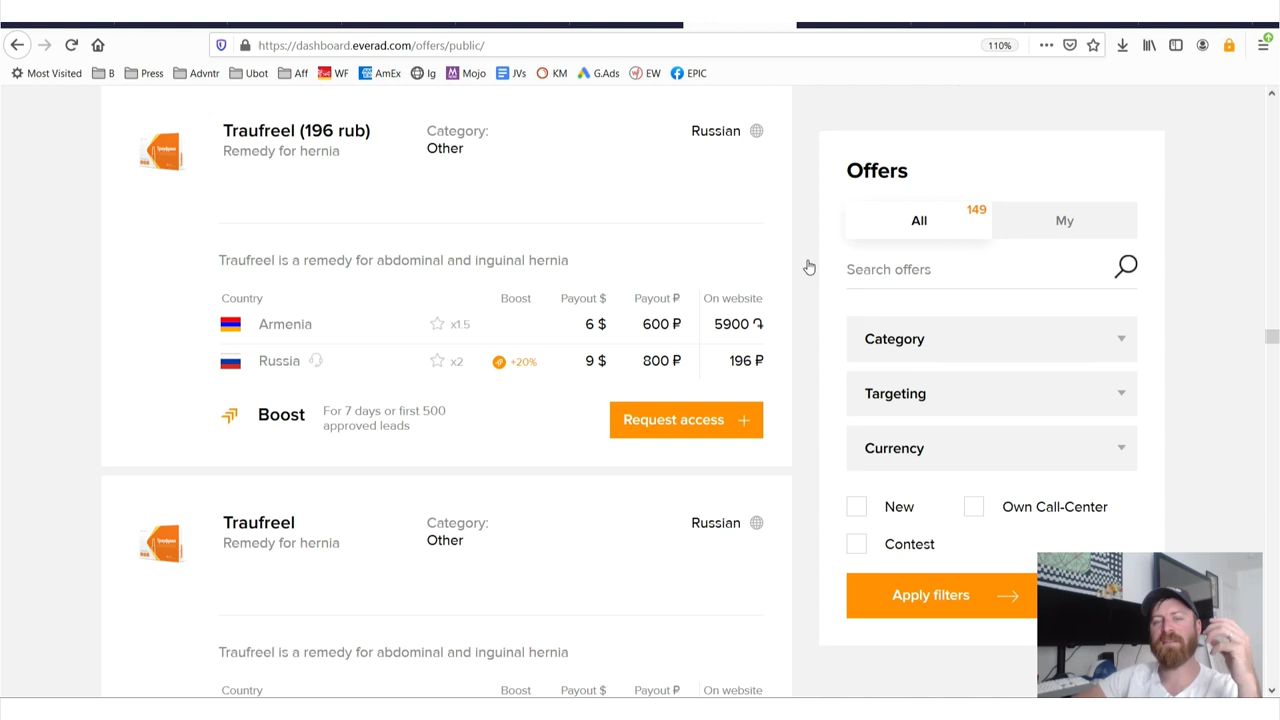 https://dashboard.everad.com/offers/public/
110%
Most Visited B Press Advntr Ubot Aff WF AmEx Ig Mojo JVs KM G.Ads EW EPIC
Traufreel (196 rub)
Remedy for hernia
Category:
Other
Russian
Traufreel is a remedy for abdominal and inguinal hernia
Country Boost Payout $ Payout ₽ On website
Armenia x1.5 6 $ 600 ₽ 5900 ֏
Russia x2 +20% 9 $ 800 ₽ 196 ₽
Boost
For 7 days or first 500
approved leads
Request access +
Traufreel
Remedy for hernia
Category:
Other
Russian
Traufreel is a remedy for abdominal and inguinal hernia
Country Boost Payout $ Payout ₽ On website
Offers
All 149 My
Search offers
Category
Targeting
Currency
New Own Call-Center
Contest
Apply filters